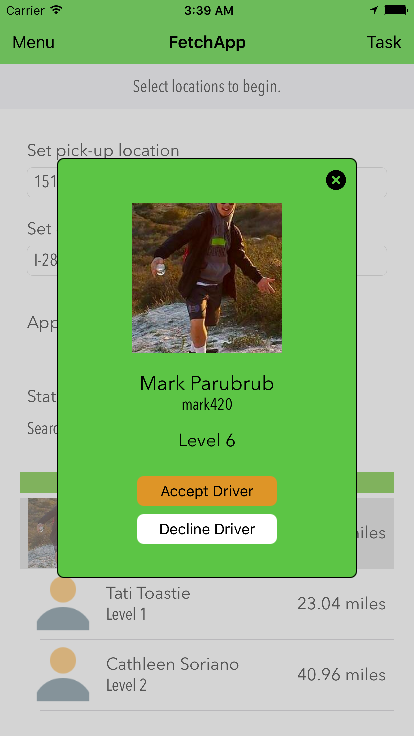 Carrier 3:39 AM
Menu FetchApp Task
Select locations to begin.
Set pick-up location
151
Set
I-28
App
Stat
Sear
Mark Parubrub
mark420
Level 6
Accept Driver
Decline Driver
miles
Tati Toastie
Level 1
23.04 miles
Cathleen Soriano
Level 2
40.96 miles